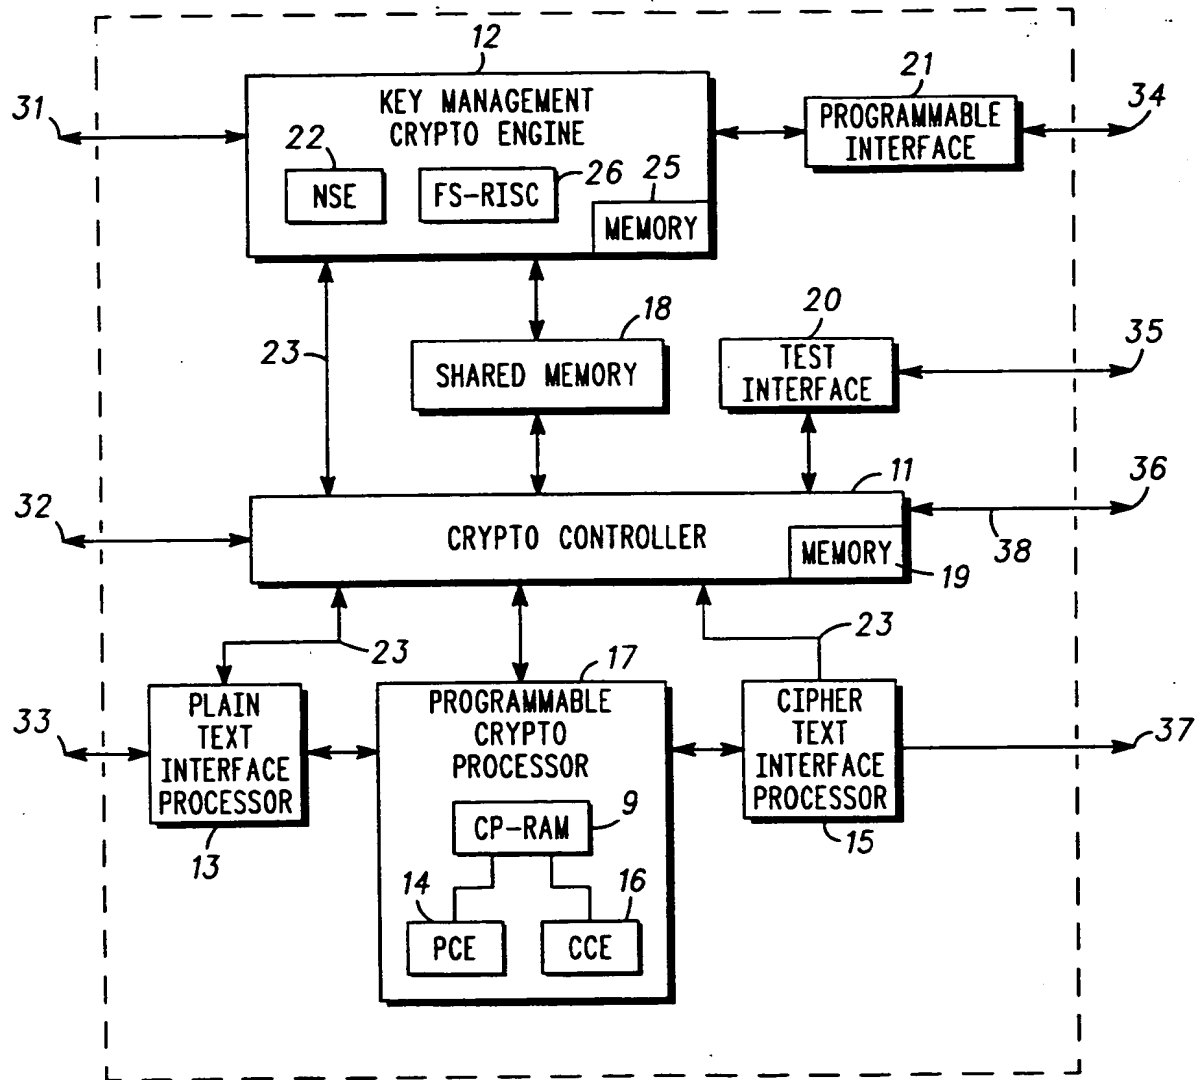 12
KEY MANAGEMENT
CRYPTO ENGINE
22
NSE
FS-RISC
26
25
MEMORY
21
PROGRAMMABLE
INTERFACE
31
34
23
18
SHARED MEMORY
20
TEST
INTERFACE
35
11
CRYPTO CONTROLLER
MEMORY
19
32
36
38
23
17
23
PLAIN
TEXT
INTERFACE
PROCESSOR
13
33
PROGRAMMABLE
CRYPTO
PROCESSOR
CP-RAM
9
14
PCE
16
CCE
CIPHER
TEXT
INTERFACE
PROCESSOR
15
37